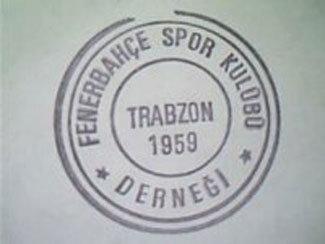 FENERBAHÇE SPOR KULÜBÜ
TRABZON
1959
★ DERNEĞİ ★